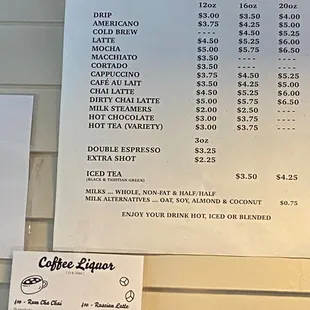 12oz 16oz 20oz
DRIP $3.00 $3.50 $4.00
AMERICANO $3.75 $4.25 $5.00
COLD BREW ---- $4.50 $5.25
LATTE $4.50 $5.25 $6.00
MOCHA $5.00 $5.75 $6.50
MACCHIATO $3.50 ---- ----
CORTADO $3.50 ---- ----
CAPPUCCINO $3.75 $4.50 $5.25
CAFÉ AU LAIT $3.50 $4.25 $5.00
CHAI LATTE $4.50 $5.25 $6.00
DIRTY CHAI LATTE $5.00 $5.75 $6.50
MILK STEAMERS $2.00 $2.50 ----
HOT CHOCOLATE $3.00 $3.75 ----
HOT TEA (VARIETY) $3.00 $3.75 ----
3oz
DOUBLE ESPRESSO $3.25
EXTRA SHOT $2.25
ICED TEA $3.50 $4.25
(BLACK & TAHITIAN GREEN)
MILKS ... WHOLE, NON-FAT & HALF/HALF
MILK ALTERNATIVES ... OAT, SOY, ALMOND & COCONUT $0.75
ENJOY YOUR DRINK HOT, ICED OR BLENDED
Coffee Liquor
- Rum Cha Chai - Russian Latte